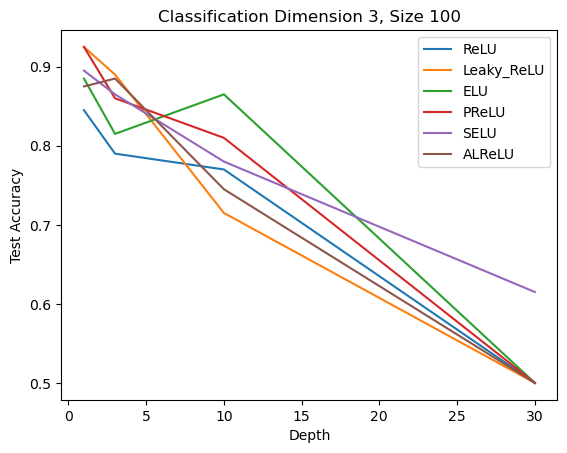 Classification Dimension 3, Size 100
ReLU
Leaky_ReLU
ELU
PReLU
SELU
ALReLU
Test Accuracy
0.9
0.8
0.7
0.6
0.5
0 5 10 15 20 25 30
Depth